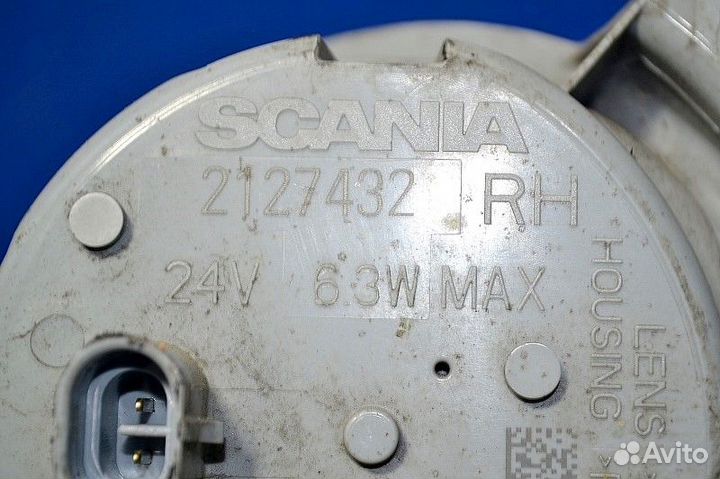 SCANIA
2127432 RH
24V 6.3W MAX
HOUSING
LENS
Avito